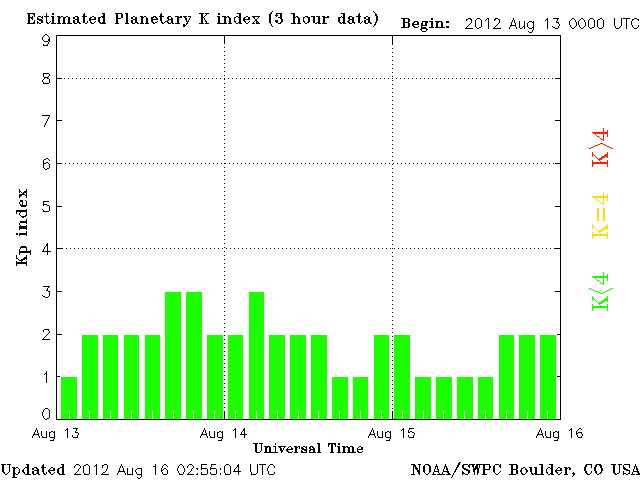 Estimated Planetary K index (3 hour data) Begin: 2012 Aug 13 0000 UTC
9
8
7
6
5
4
3
2
1
0
Kp index
K>4
K=4
K<4
Aug 13 Aug 14 Aug 15 Aug 16
Universal Time
Updated 2012 Aug 16 02:55:04 UTC NOAA/SWPC Boulder, CO USA